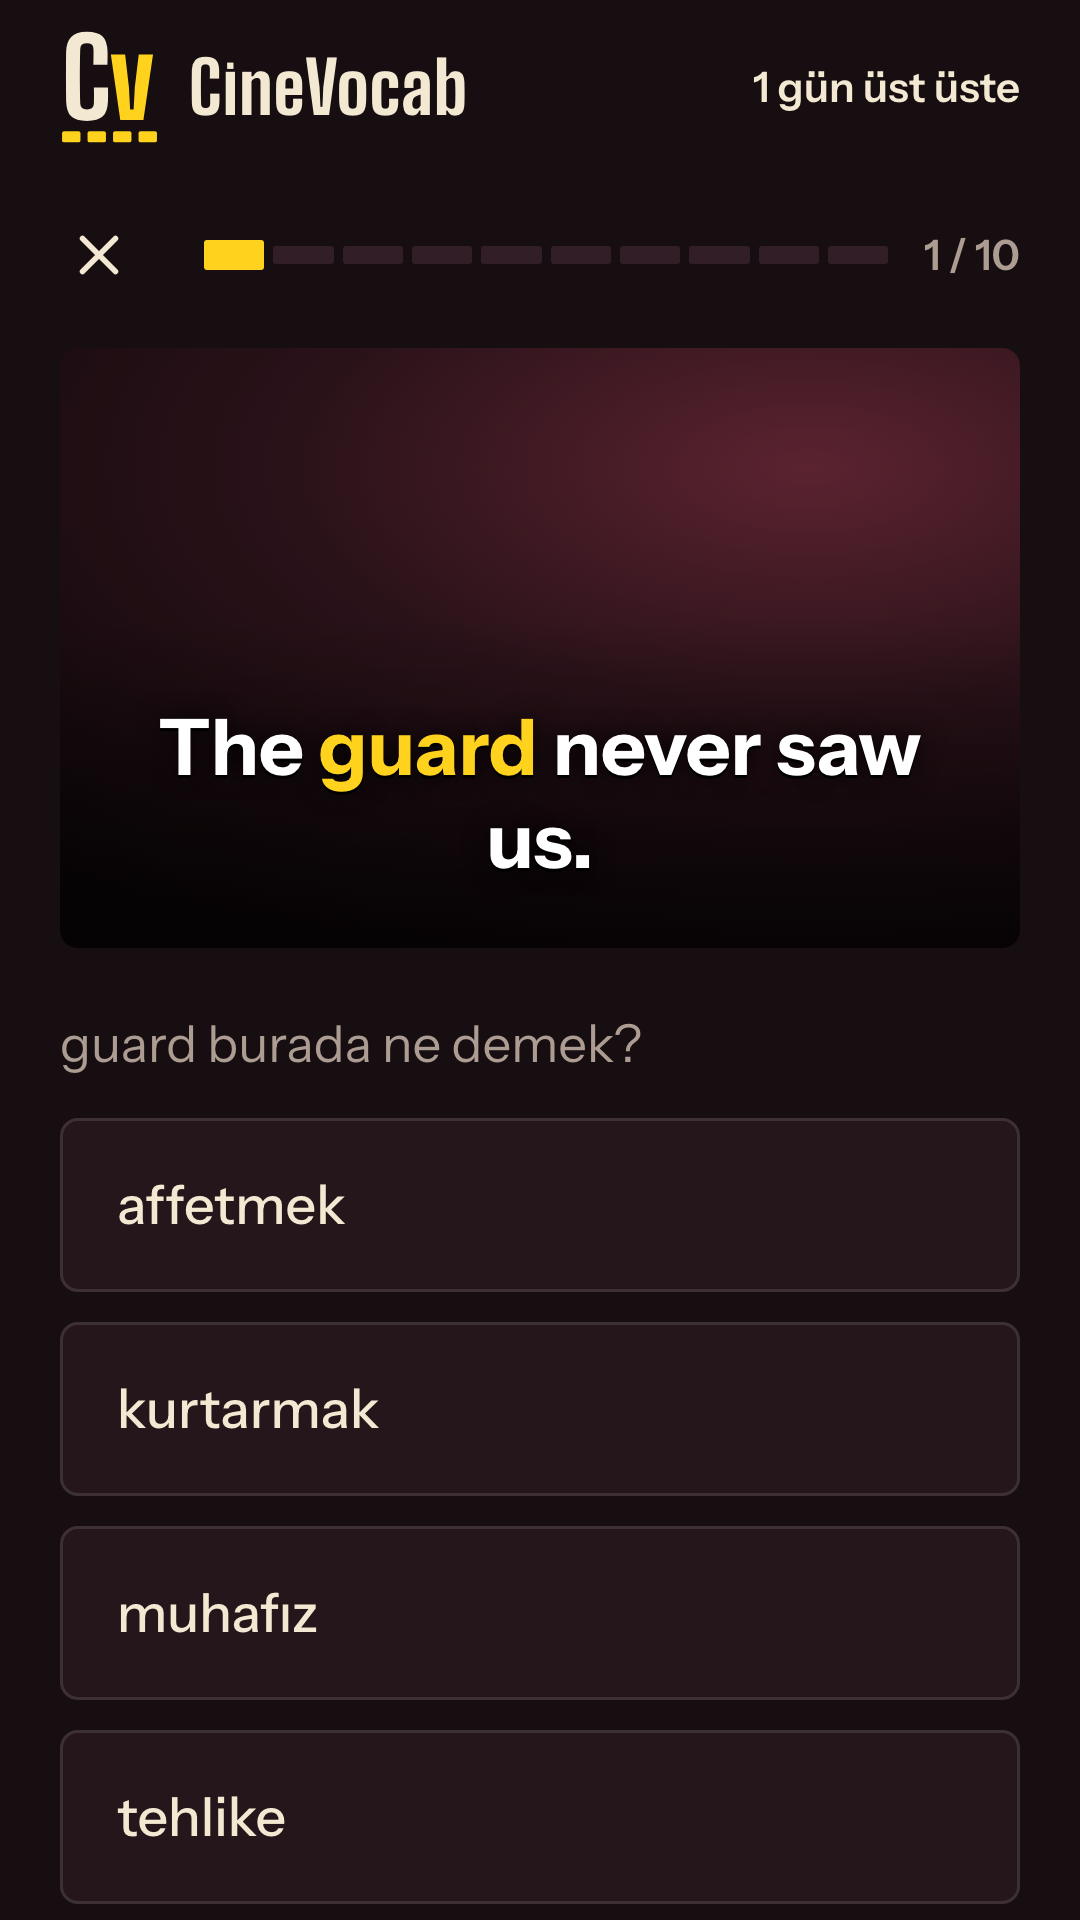 Cv CineVocab 1 gün üst üste
1 / 10
The guard never saw
us.
guard burada ne demek?
affetmek
kurtarmak
muhafız
tehlike